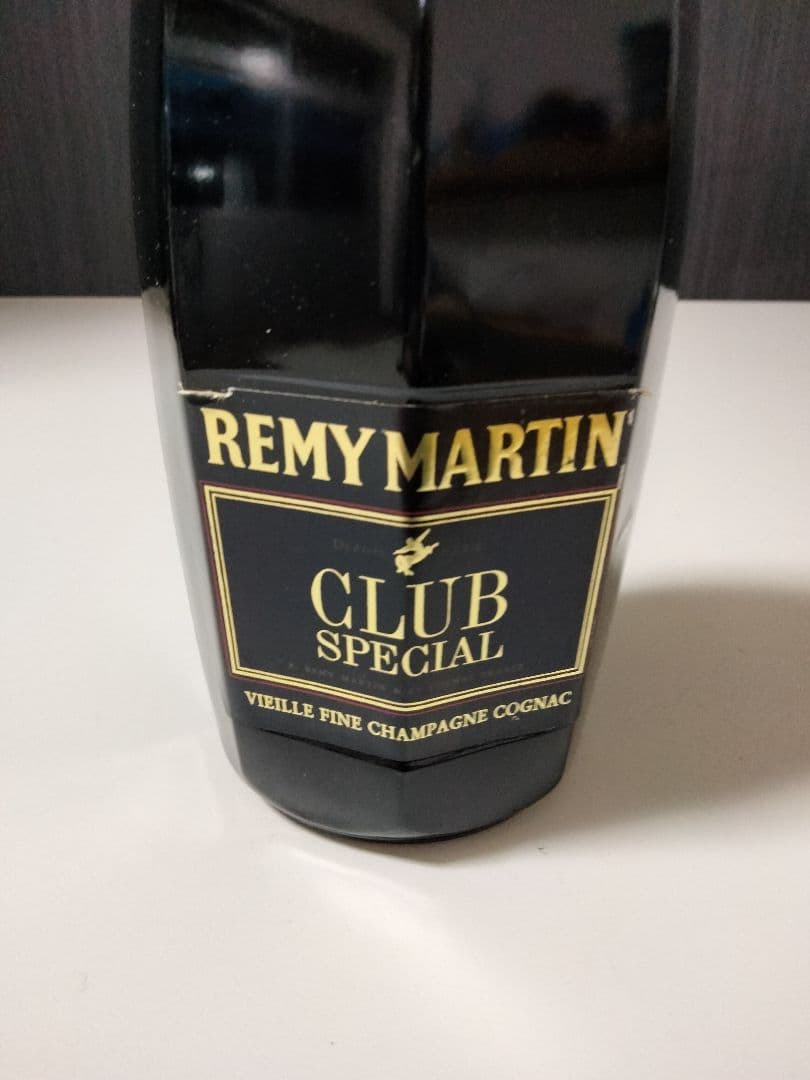 REMY MARTIN
CLUB
SPECIAL
VIEILLE FINE CHAMPAGNE COGNAC